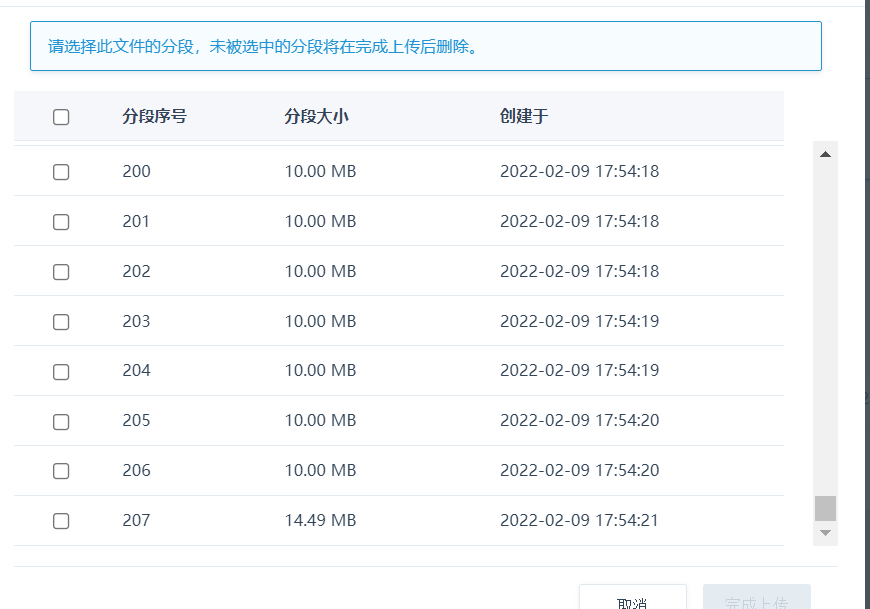 请选择此文件的分段，未被选中的分段将在完成上传后删除。
分段序号 分段大小 创建于
200 10.00 MB 2022-02-09 17:54:18
201 10.00 MB 2022-02-09 17:54:18
202 10.00 MB 2022-02-09 17:54:18
203 10.00 MB 2022-02-09 17:54:19
204 10.00 MB 2022-02-09 17:54:19
205 10.00 MB 2022-02-09 17:54:20
206 10.00 MB 2022-02-09 17:54:20
207 14.49 MB 2022-02-09 17:54:21
取消 完成上传